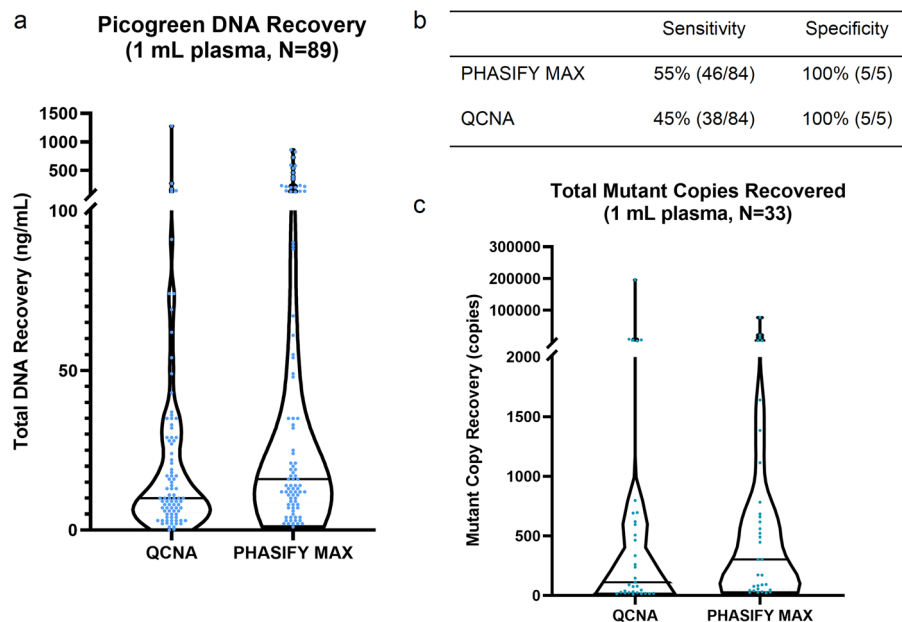 a
Picogreen DNA Recovery
(1 mL plasma, N=89)
Total DNA Recovery (ng/mL)
1500
1000
500
100
50
0
QCNA
PHASIFY MAX
b
Sensitivity Specificity
PHASIFY MAX 55% (46/84) 100% (5/5)
QCNA 45% (38/84) 100% (5/5)
c
Total Mutant Copies Recovered
(1 mL plasma, N=33)
Mutant Copy Recovery (copies)
300000
200000
100000
2000
1500
1000
500
0
QCNA
PHASIFY MAX